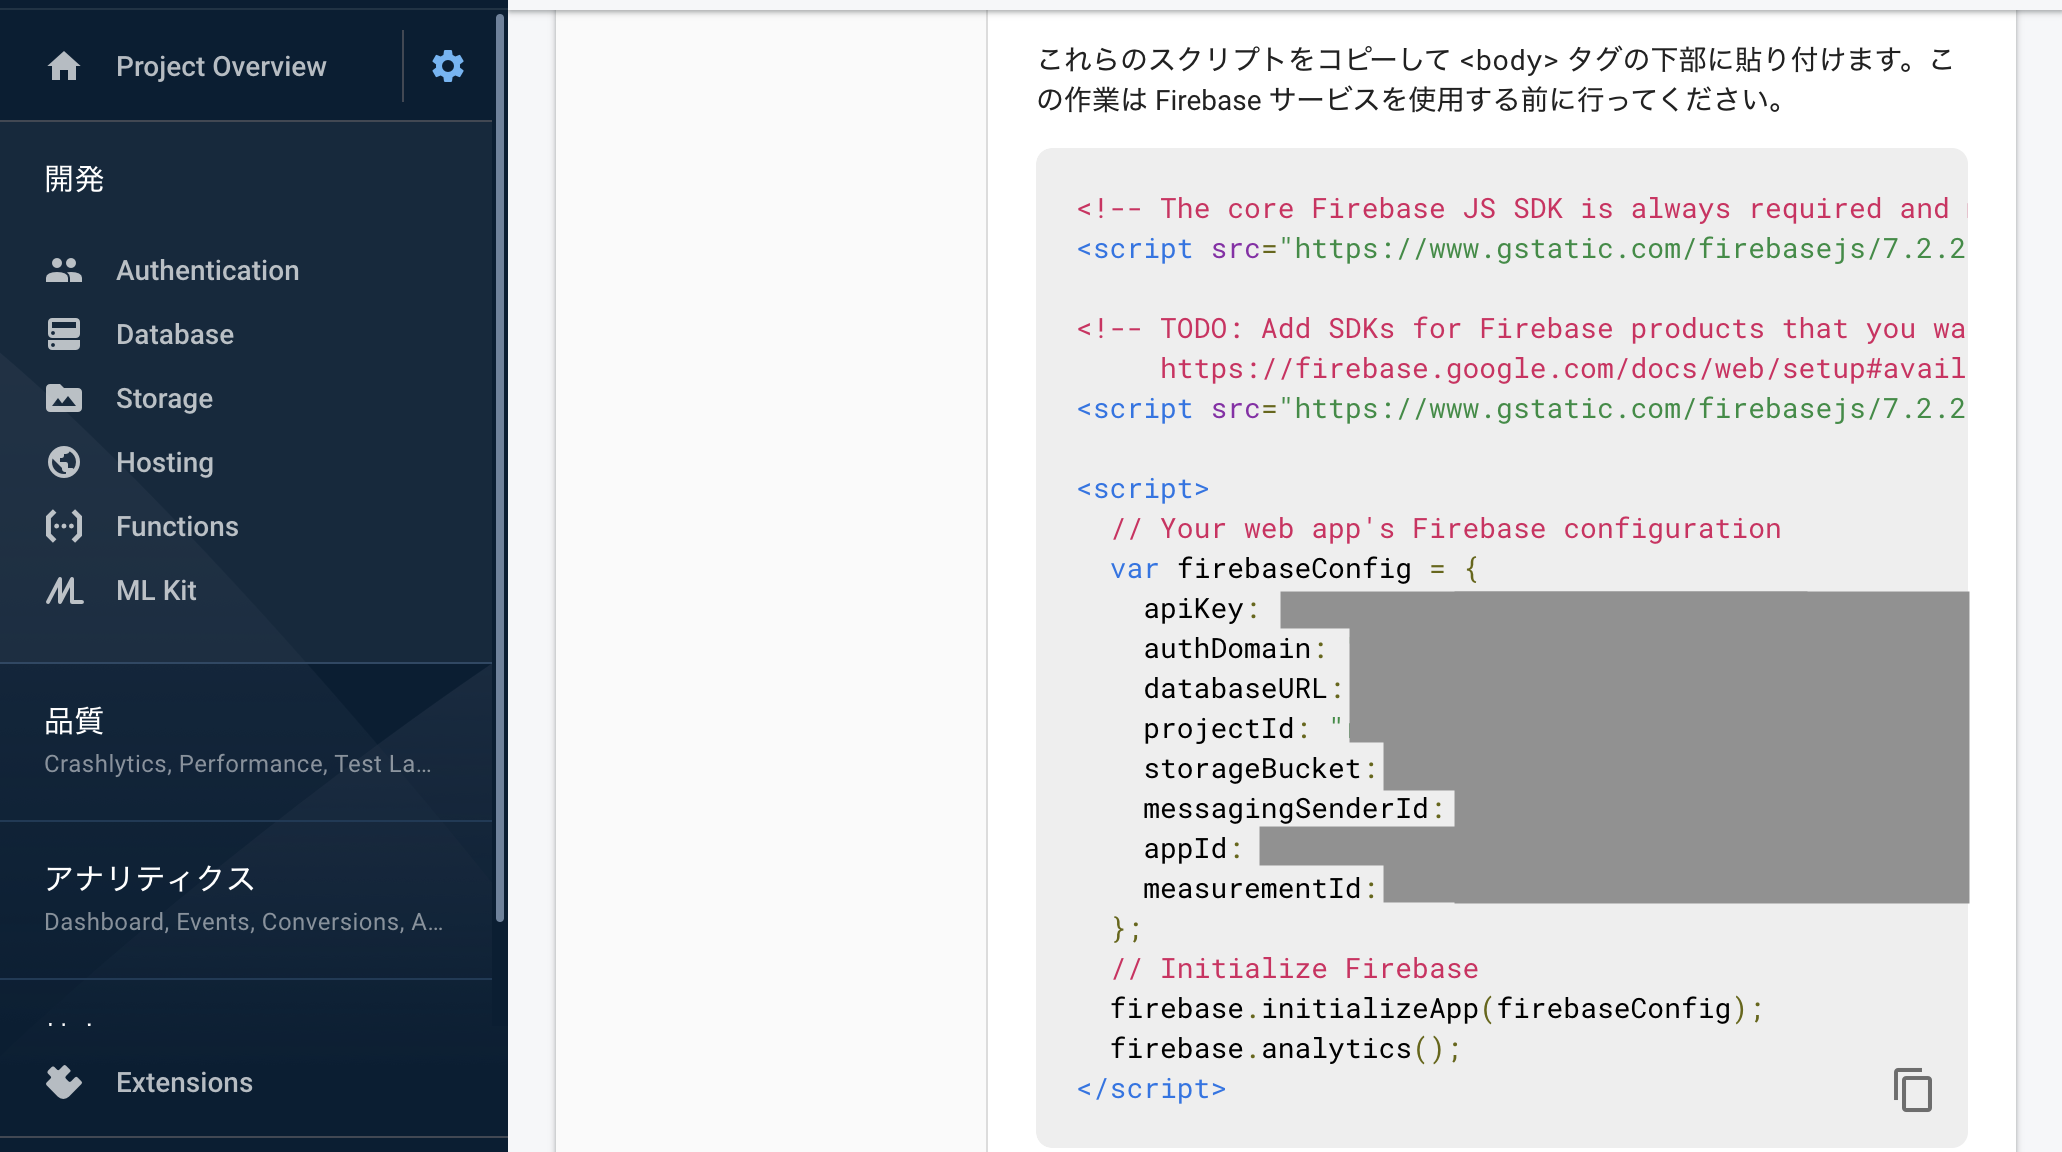 Project Overview
開発
Authentication
Database
Storage
Hosting
Functions
ML Kit
品質
Crashlytics, Performance, Test La...
アナリティクス
Dashboard, Events, Conversions, A...
Extensions
これらのスクリプトをコピーして <body> タグの下部に貼り付けます。こ
の作業は Firebase サービスを使用する前に行ってください。
<!-- The core Firebase JS SDK is always required and
<script src="https://www.gstatic.com/firebasejs/7.2.2
<!-- TODO: Add SDKs for Firebase products that you wa
https://firebase.google.com/docs/web/setup#avail
<script src="https://www.gstatic.com/firebasejs/7.2.2
<script>
// Your web app's Firebase configuration
var firebaseConfig = {
apiKey:
authDomain:
databaseURL:
projectId: "
storageBucket:
messagingSenderId:
appId:
measurementId:
};
// Initialize Firebase
firebase.initializeApp(firebaseConfig);
firebase.analytics();
</script>